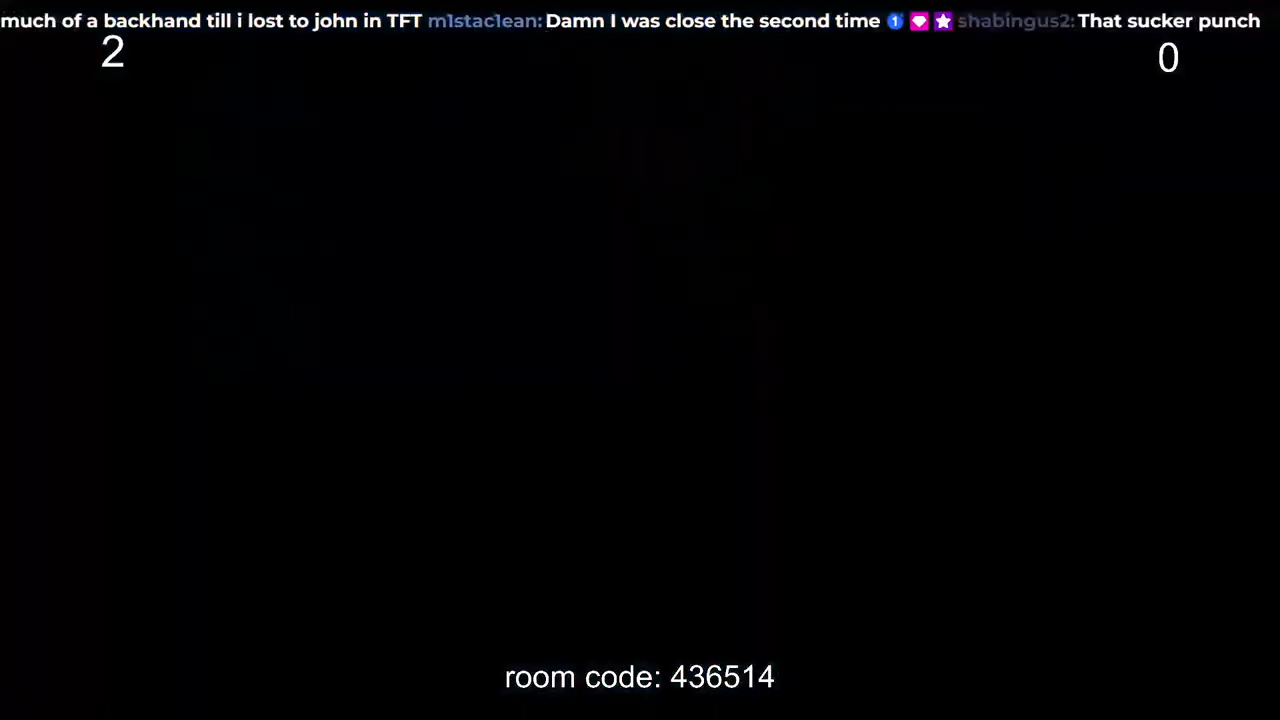 much of a backhand till i lost to john in TFT m1stac1ean: Damn I was close the second time 1 shabingus2: That sucker punch
2 0
room code: 436514